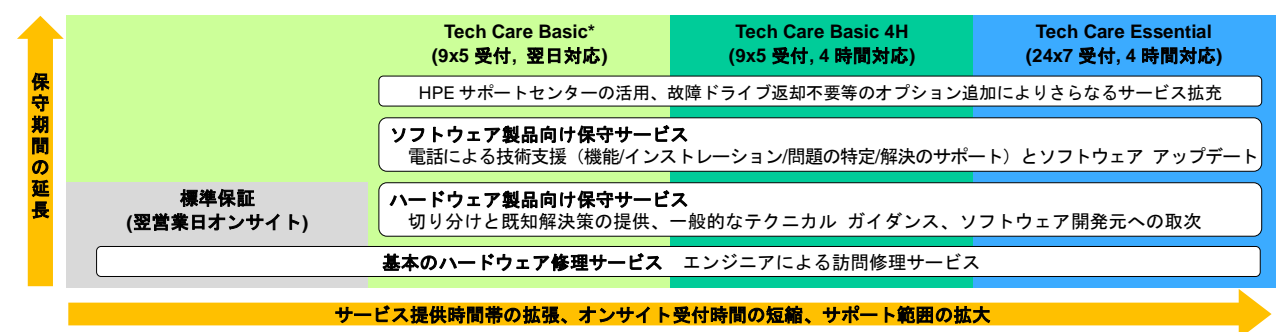 保守期間の延長
Tech Care Basic*
(9x5 受付, 翌日対応)
Tech Care Basic 4H
(9x5 受付, 4 時間対応)
Tech Care Essential
(24x7 受付, 4 時間対応)
HPE サポートセンターの活用、故障ドライブ返却不要等のオプション追加によりさらなるサービス拡充
ソフトウェア製品向け保守サービス
電話による技術支援（機能/インストレーション/問題の特定/解決のサポート）とソフトウェア アップデート
標準保証
(翌営業日オンサイト)
ハードウェア製品向け保守サービス
切り分けと既知解決策の提供、一般的なテクニカル ガイダンス、ソフトウェア開発元への取次
基本のハードウェア修理サービス エンジニアによる訪問修理サービス
サービス提供時間帯の拡張、オンサイト受付時間の短縮、サポート範囲の拡大